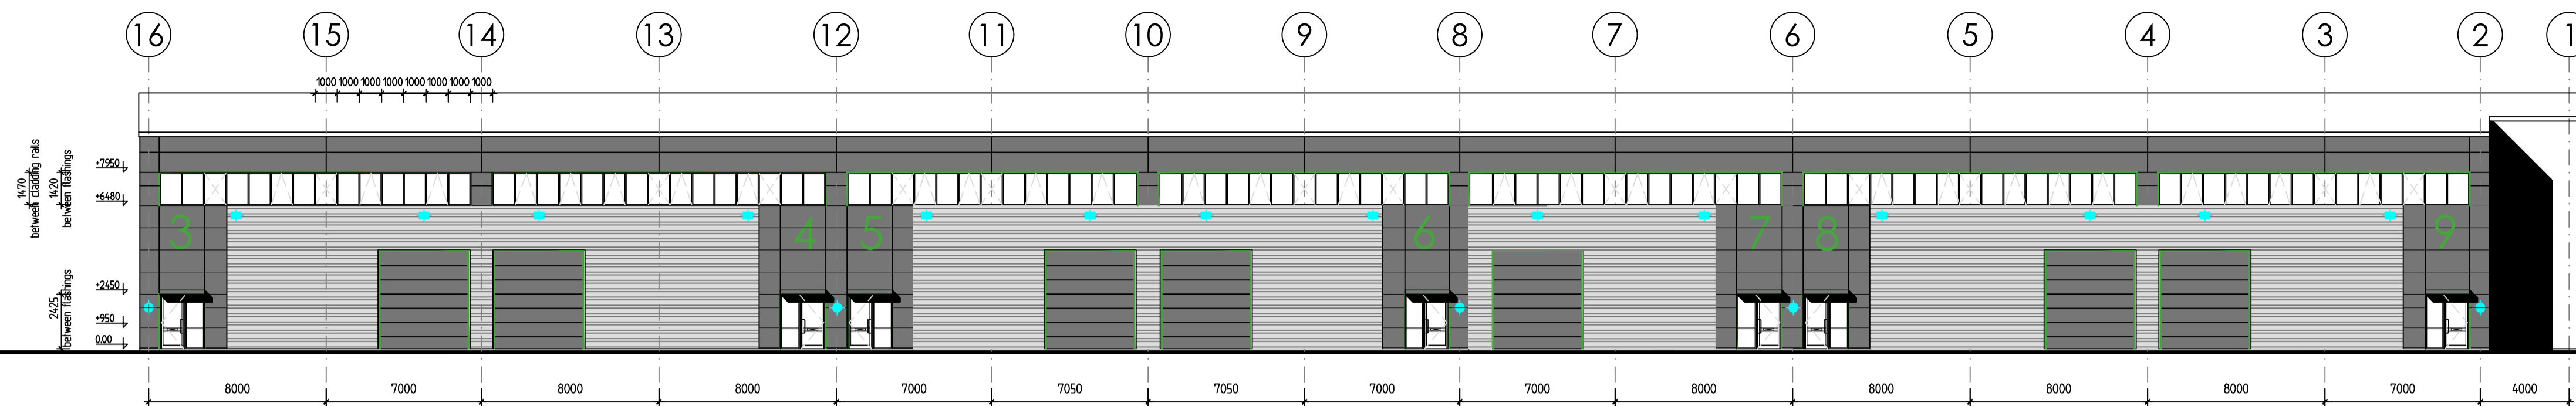 16 15 14 13 12 11 10 9 8 7 6 5 4 3 2 1
1000 1000 1000 1000 1000 1000 1000 1000
1470
between cladding rails
1420
between flashings
+7950
+6480
3 4 5 6 7 8 9
2425
between flashings
+2450
+950
0.00
8000 7000 8000 8000 7000 7050 7050 7000 7000 8000 8000 8000 8000 7000 4000